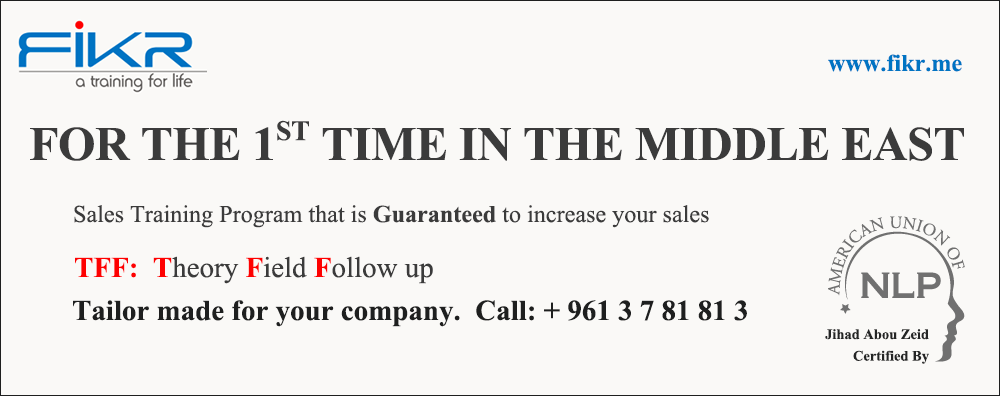 FiKR
a training for life
www.fikr.me
FOR THE 1ST TIME IN THE MIDDLE EAST
Sales Training Program that is Guaranteed to increase your sales
TFF: Theory Field Follow up
Tailor made for your company. Call: + 961 3 7 81 81 3
AMERICAN UNION OF
NLP
Jihad Abou Zeid
Certified By